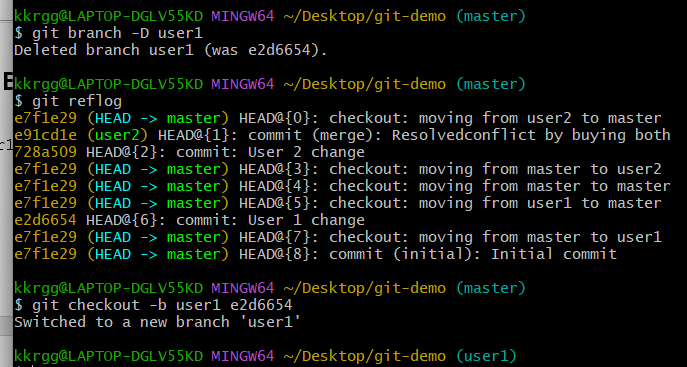 kkrgg@LAPTOP-DGLV55KD MINGW64 ~/Desktop/git-demo (master)
$ git branch -D user1
Deleted branch user1 (was e2d6654).
kkrgg@LAPTOP-DGLV55KD MINGW64 ~/Desktop/git-demo (master)
$ git reflog
e7f1e29 (HEAD -> master) HEAD@{0}: checkout: moving from user2 to master
e91cd1e (user2) HEAD@{1}: commit (merge): Resolvedconflict by buying both
728a509 HEAD@{2}: commit: User 2 change
e7f1e29 (HEAD -> master) HEAD@{3}: checkout: moving from master to user2
e7f1e29 (HEAD -> master) HEAD@{4}: checkout: moving from master to master
e7f1e29 (HEAD -> master) HEAD@{5}: checkout: moving from user1 to master
e2d6654 HEAD@{6}: commit: User 1 change
e7f1e29 (HEAD -> master) HEAD@{7}: checkout: moving from master to user1
e7f1e29 (HEAD -> master) HEAD@{8}: commit (initial): Initial commit
kkrgg@LAPTOP-DGLV55KD MINGW64 ~/Desktop/git-demo (master)
$ git checkout -b user1 e2d6654
Switched to a new branch 'user1'
kkrgg@LAPTOP-DGLV55KD MINGW64 ~/Desktop/git-demo (user1)